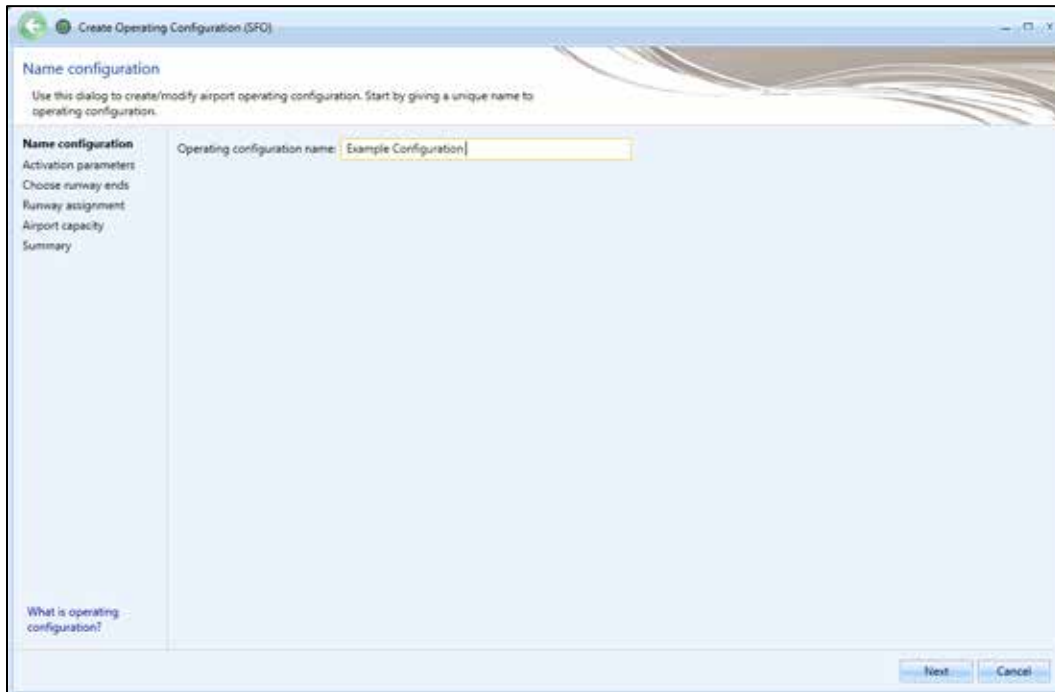 Create Operating Configuration (SFO)
Name configuration
Use this dialog to create/modify airport operating configuration. Start by giving a unique name to
operating configuration.
Name configuration
Activation parameters
Choose runway ends
Runway assignment
Airport capacity
Summary
Operating configuration name: Example Configuration
What is operating
configuration?
Next Cancel